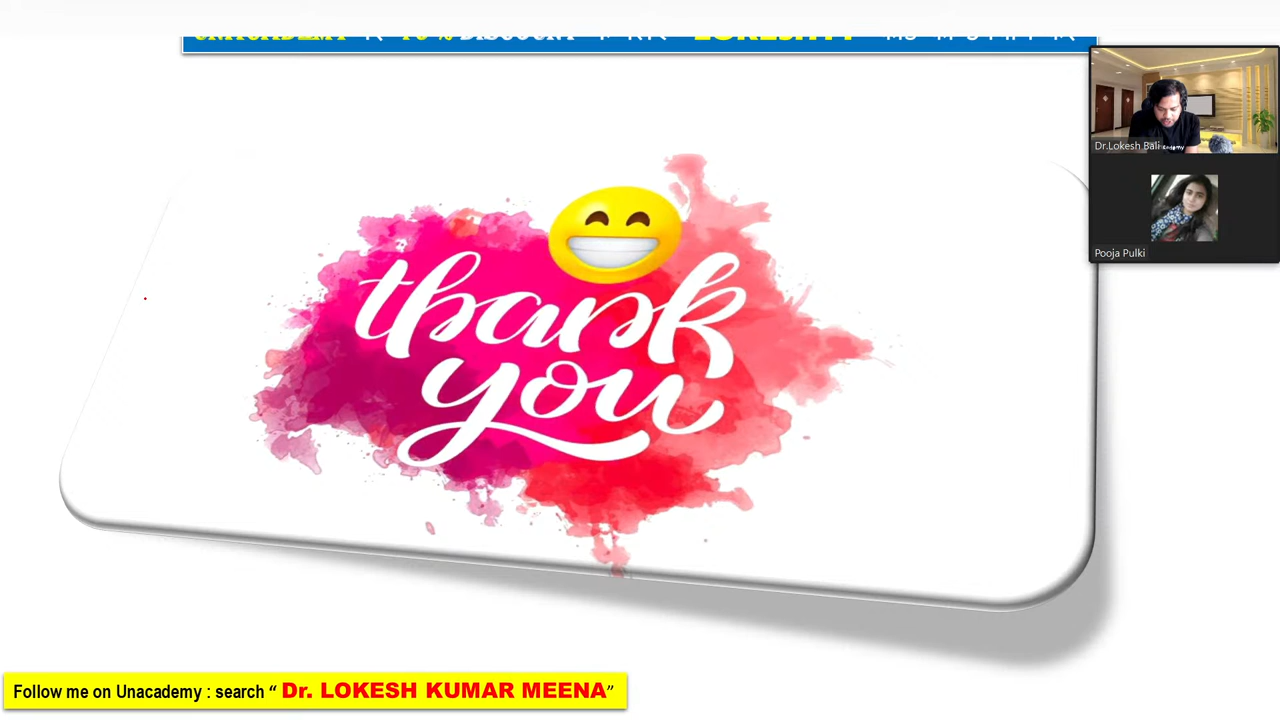 Dr.Lokesh Bali
Pooja Pulki
thank
you
Follow me on Unacademy : search “ Dr. LOKESH KUMAR MEENA”